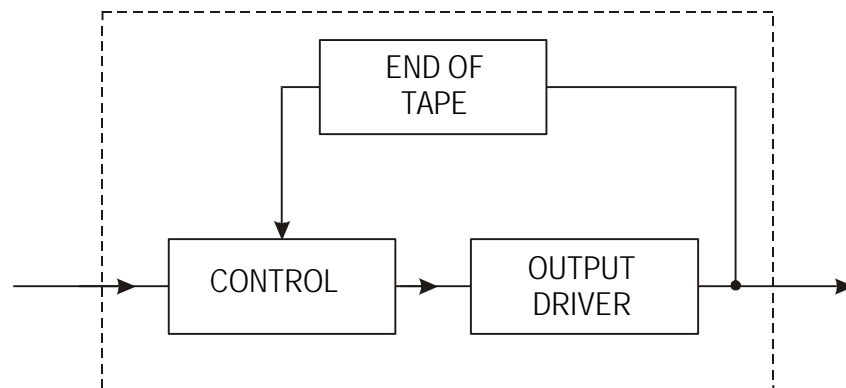 END OF
TAPE
CONTROL
OUTPUT
DRIVER